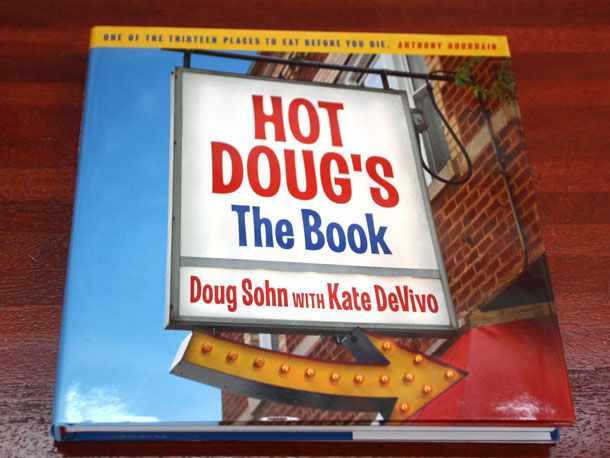 ONE OF THE THIRTEEN PLACES TO EAT BEFORE YOU DIE. ANTHONY BOURDAIN
HOT
DOUG'S
The Book
Doug Sohn WITH Kate DeVivo